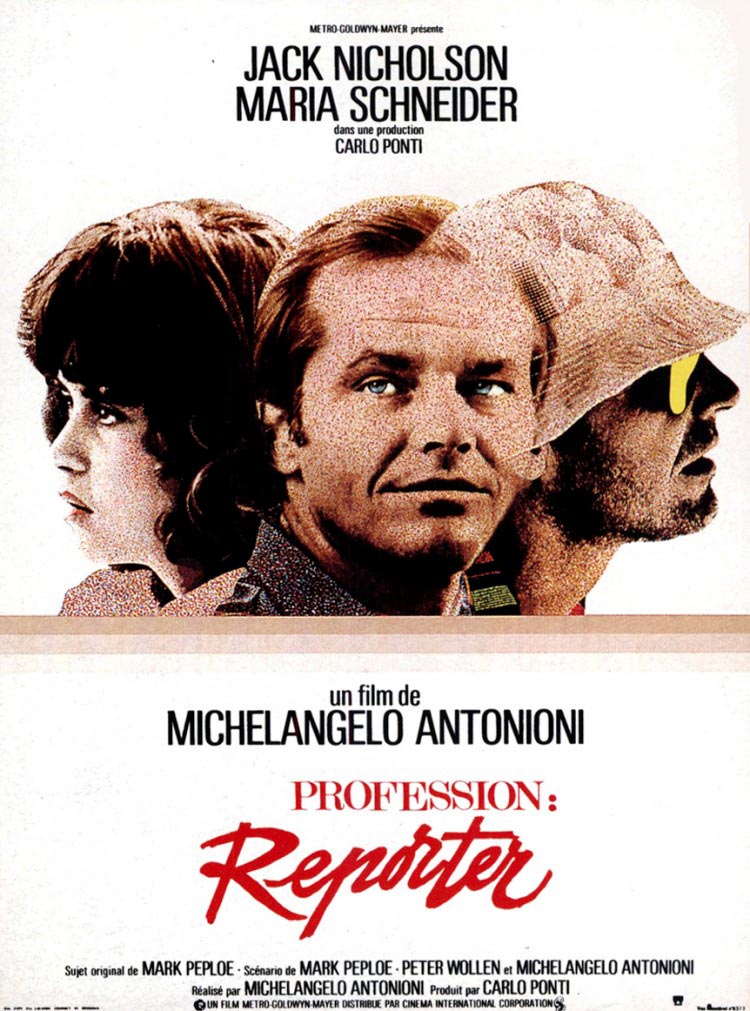 METRO-GOLDWYN-MAYER présente
JACK NICHOLSON
MARIA SCHNEIDER
dans une production
CARLO PONTI
un film de
MICHELANGELO ANTONIONI
PROFESSION:
Reporter
Sujet original de MARK PEPLOE · Scénario de MARK PEPLOE · PETER WOLLEN et MICHELANGELO ANTONIONI
Réalisé par MICHELANGELO ANTONIONI Produit par CARLO PONTI
UN FILM METRO-GOLDWYN-MAYER DISTRIBUE PAR CINEMA INTERNATIONAL CORPORATION